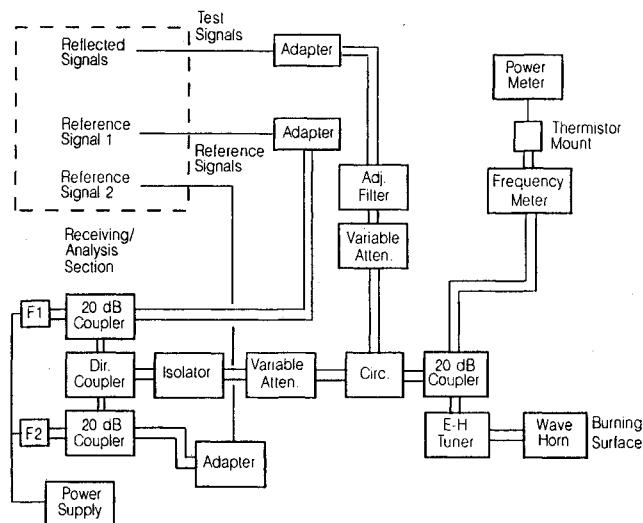 Test
Signals
Reflected
Signals
Adapter
Power
Meter
Reference
Signal 1
Adapter
Thermistor
Mount
Reference
Signals
Reference
Signal 2
Adj.
Filter
Frequency
Meter
Receiving/
Analysis
Section
Variable
Atten.
F1
20 dB
Coupler
Dir.
Coupler
Isolator
Variable
Atten.
Circ.
20 dB
Coupler
F2
20 dB
Coupler
Adapter
E-H
Tuner
Wave
Horn
Burning
Surface
Power
Supply